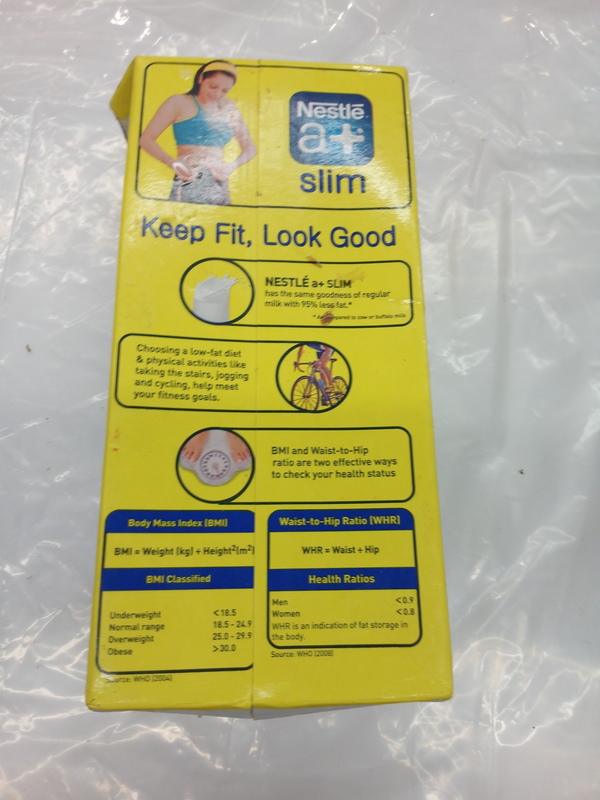 Nestlé
a+
slim
Keep Fit, Look Good
NESTLÉ a+ SLIM
has the same goodness of regular
milk with 95% less fat.*
* As compared to cow or buffalo milk
Choosing a low-fat diet
& physical activities like
taking the stairs, jogging
and cycling, help meet
your fitness goals.
BMI and Waist-to-Hip
ratio are two effective ways
to check your health status
Body Mass Index (BMI)
BMI = Weight (kg) ÷ Height²(m²)
BMI Classified
Underweight <18.5
Normal range 18.5 - 24.9
Overweight 25.0 - 29.9
Obese >30.0
Source: WHO (2004)
Waist-to-Hip Ratio (WHR)
WHR = Waist ÷ Hip
Health Ratios
Men <0.9
Women <0.8
WHR is an indication of fat storage in
the body.
Source: WHO (2008)